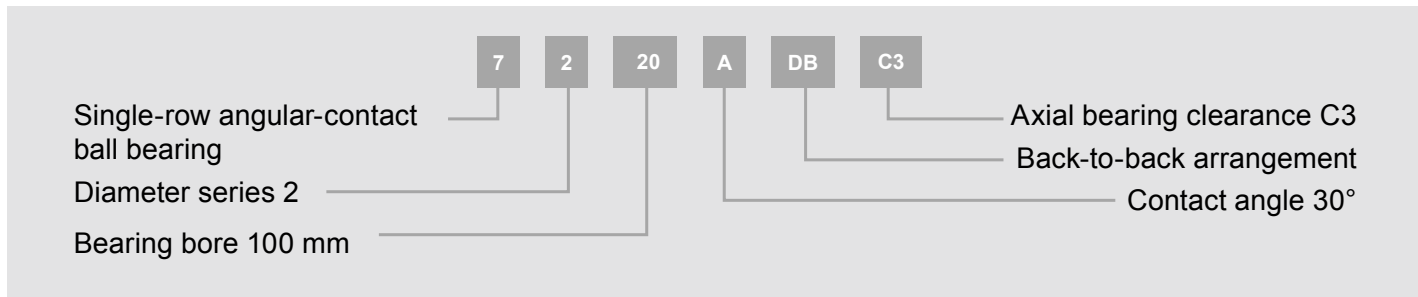 7 2 20 A DB C3
Single-row angular-contact
ball bearing
Diameter series 2
Bearing bore 100 mm
Axial bearing clearance C3
Back-to-back arrangement
Contact angle 30°